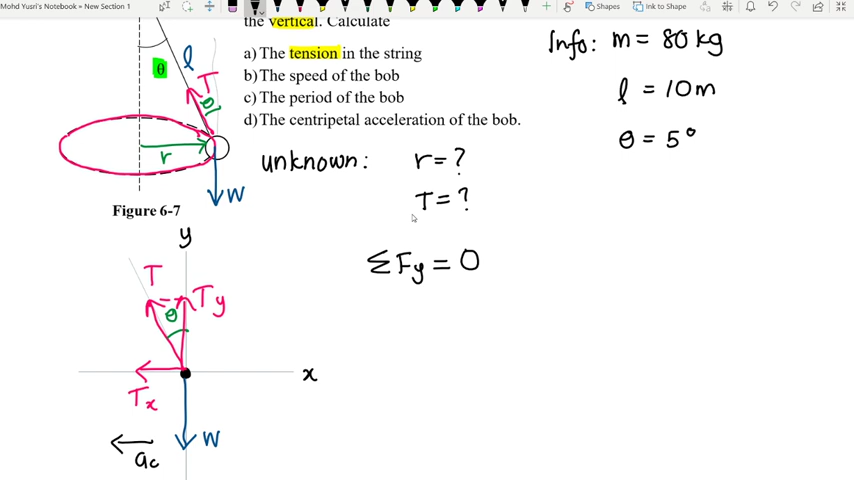 Mohd Yusri's Notebook » New Section 1
Shapes
Ink to Shape
the vertical. Calculate
a) The tension in the string
b) The speed of the bob
c) The period of the bob
d) The centripetal acceleration of the bob.
Info: m = 80 kg
l = 10 m
θ = 5°
θ
l
T
θ
r
W
Figure 6-7
unknown: r = ?
T = ?
ΣFy = 0
y
T
Ty
θ
x
Tx
W
ac